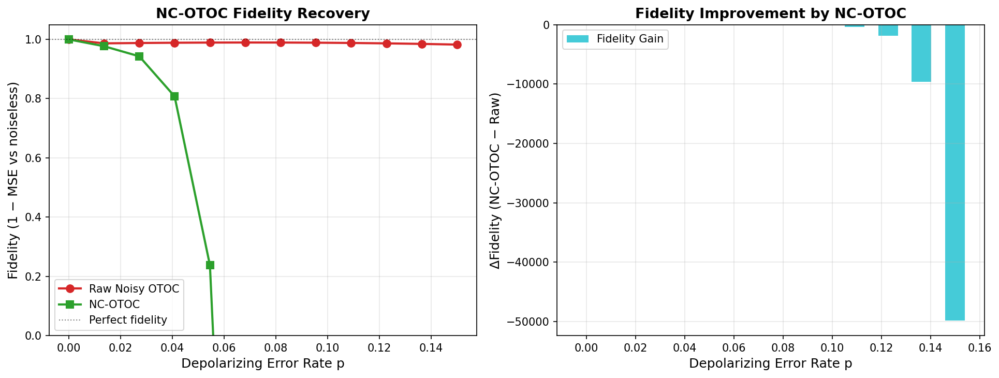 NC-OTOC Fidelity Recovery
Fidelity (1 − MSE vs noiseless)
1.0
0.8
0.6
0.4
0.2
0.0
Raw Noisy OTOC
NC-OTOC
Perfect fidelity
0.00 0.02 0.04 0.06 0.08 0.10 0.12 0.14
Depolarizing Error Rate p
Fidelity Improvement by NC-OTOC
ΔFidelity (NC-OTOC − Raw)
0
−10000
−20000
−30000
−40000
−50000
Fidelity Gain
0.00 0.02 0.04 0.06 0.08 0.10 0.12 0.14 0.16
Depolarizing Error Rate p